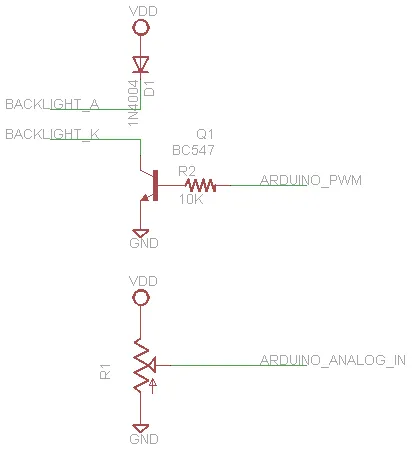 VDD
1N4004
D1
BACKLIGHT_A
BACKLIGHT_K
Q1
BC547
R2
10K
ARDUINO_PWM
GND
VDD
R1
ARDUINO_ANALOG_IN
GND